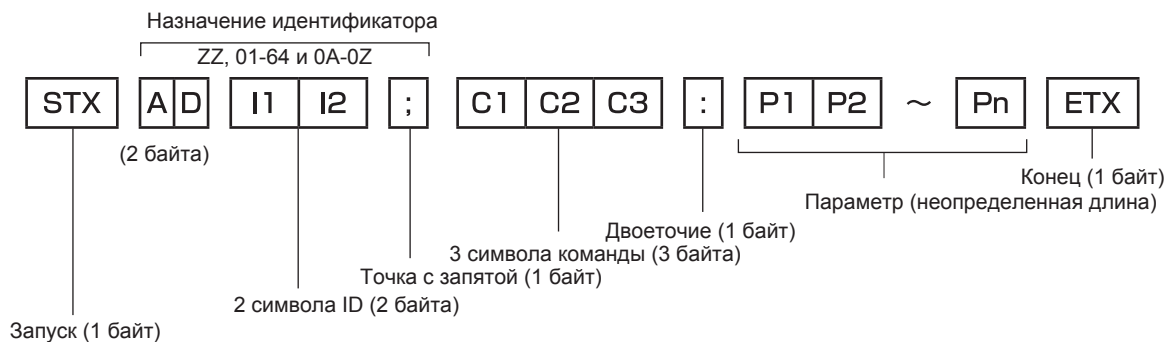 Назначение идентификатора
ZZ, 01-64 и 0A-0Z
STX A D I1 I2 ; C1 C2 C3 : P1 P2 ~ Pn ETX
(2 байта)
Конец (1 байт)
Параметр (неопределенная длина)
Двоеточие (1 байт)
3 символа команды (3 байта)
Точка с запятой (1 байт)
2 символа ID (2 байта)
Запуск (1 байт)